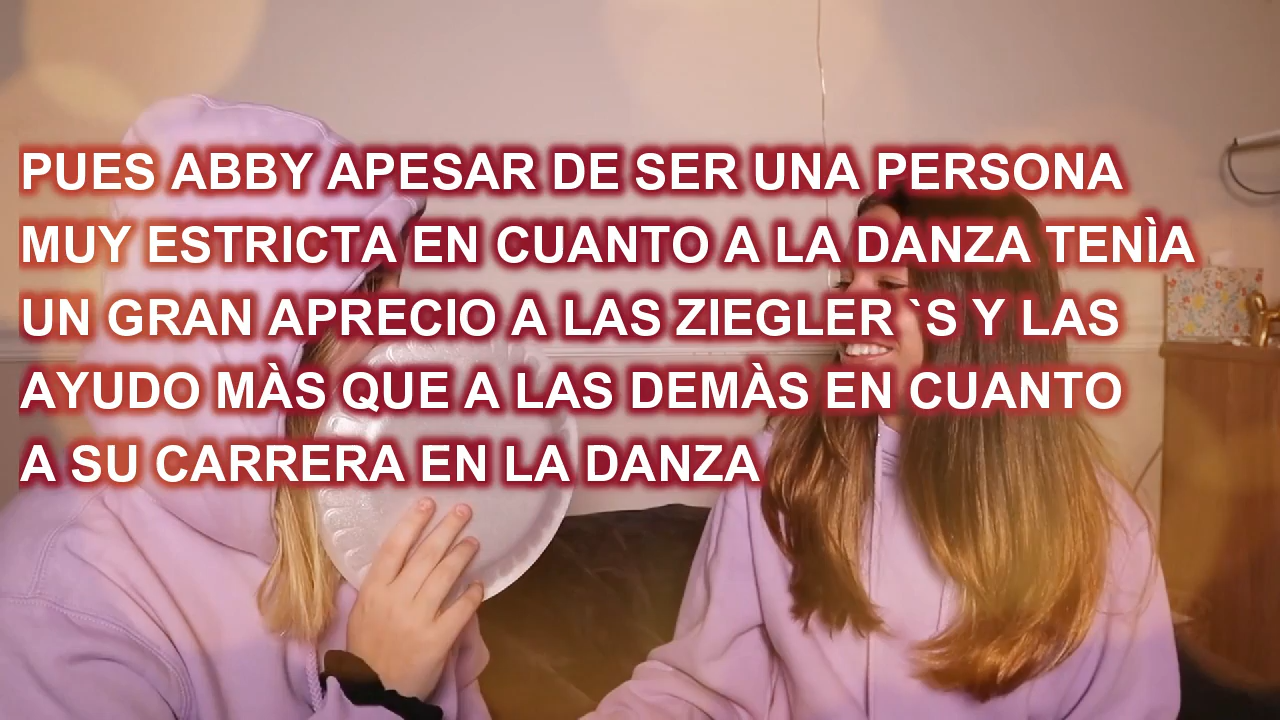 PUES ABBY APESAR DE SER UNA PERSONA
MUY ESTRICTA EN CUANTO A LA DANZA TENÌA
UN GRAN APRECIO A LAS ZIEGLER `S Y LAS
AYUDO MÀS QUE A LAS DEMÀS EN CUANTO
A SU CARRERA EN LA DANZA